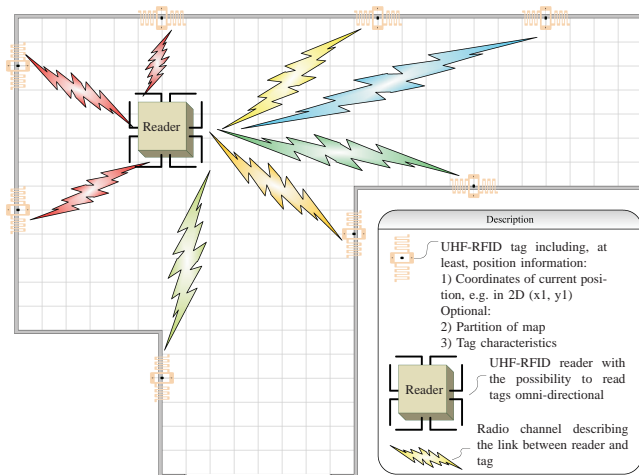 Reader
Description
UHF-RFID tag including, at
least, position information:
1) Coordinates of current posi-
tion, e.g. in 2D (x1, y1)
Optional:
2) Partition of map
3) Tag characteristics
UHF-RFID reader with
the possibility to read
tags omni-directional
Reader
Radio channel describing
the link between reader and
tag